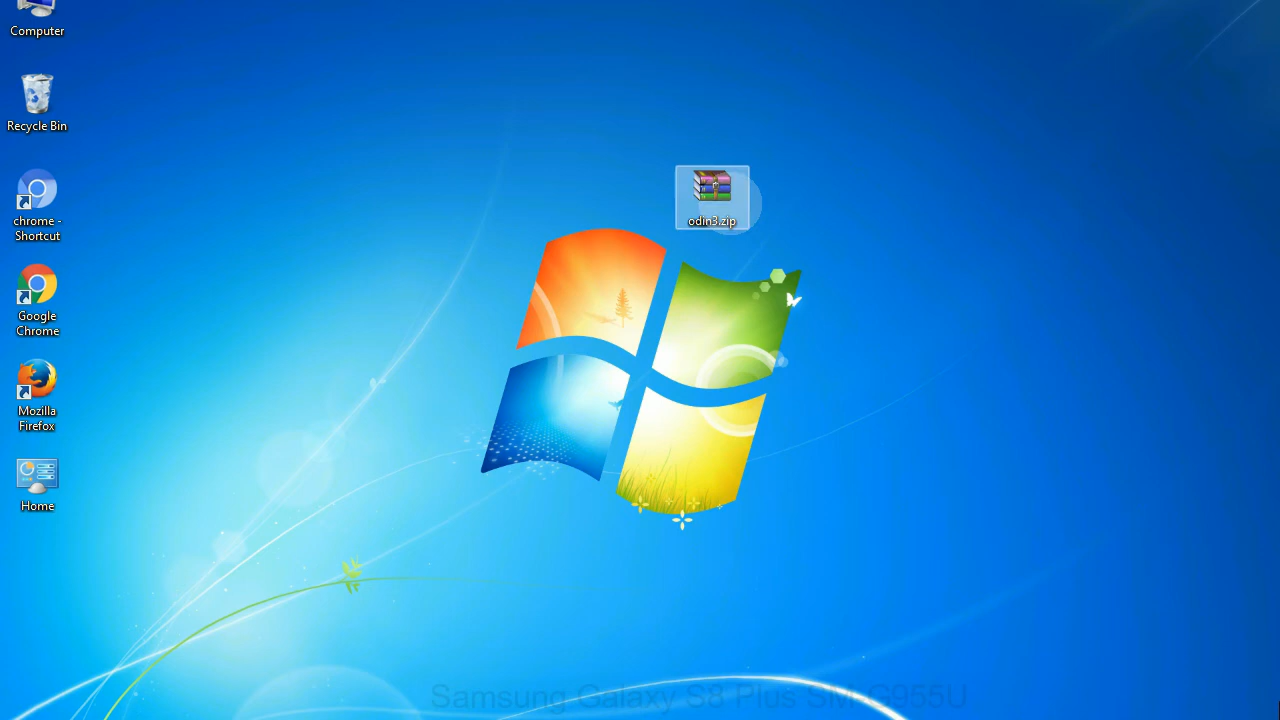 Computer
Recycle Bin
chrome -
Shortcut
Google
Chrome
Mozilla
Firefox
Home
odin3.zip
Samsung Galaxy S8 Plus SM-G955U